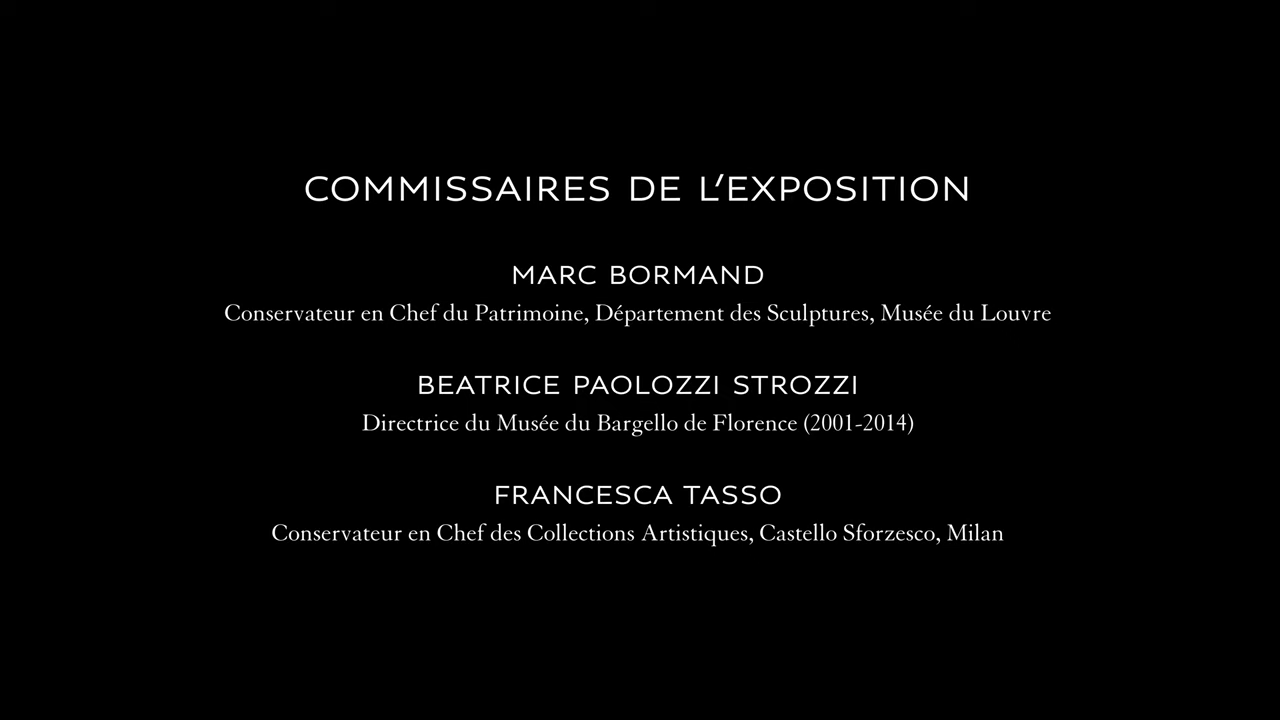 COMMISSAIRES DE L’EXPOSITION
MARC BORMAND
Conservateur en Chef du Patrimoine, Département des Sculptures, Musée du Louvre
BEATRICE PAOLOZZI STROZZI
Directrice du Musée du Bargello de Florence (2001-2014)
FRANCESCA TASSO
Conservateur en Chef des Collections Artistiques, Castello Sforzesco, Milan